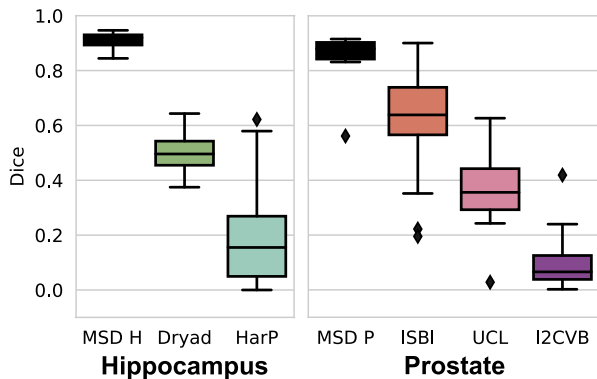 Dice
1.0
0.8
0.6
0.4
0.2
0.0
MSD H Dryad HarP
MSD P ISBI UCL I2CVB
Hippocampus
Prostate